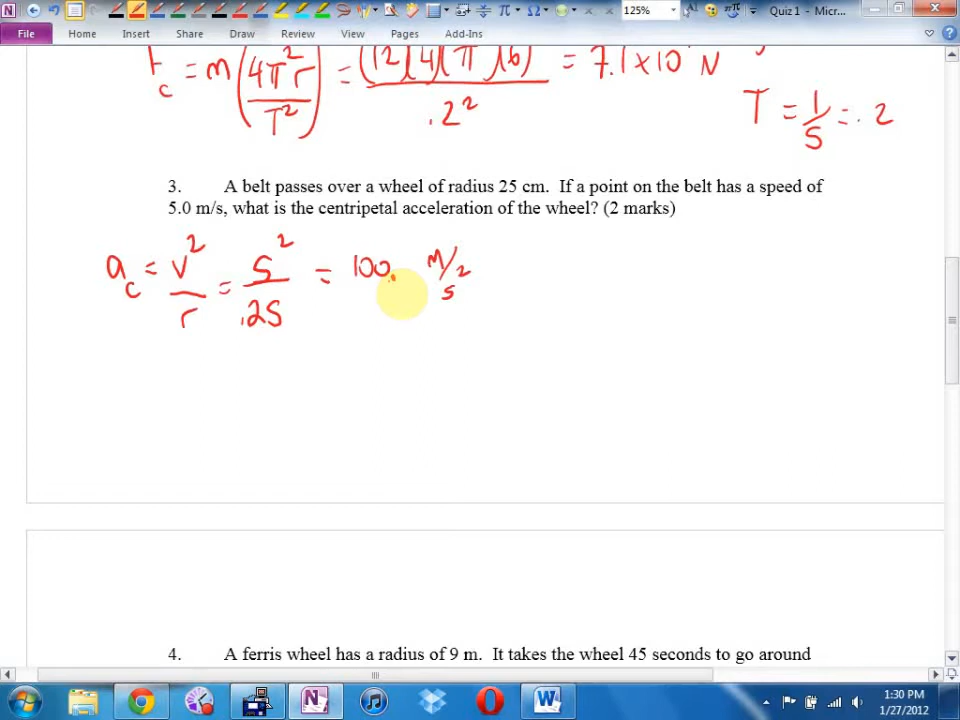 125%
Quiz 1 - Micr...
File Home Insert Share Draw Review View Pages Add-Ins
F_c = m(4π²r/T²) = (12)(4)(π)(6)/.2² = 7.1×10 N
T = 1/5 = .2
3. A belt passes over a wheel of radius 25 cm. If a point on the belt has a speed of
5.0 m/s, what is the centripetal acceleration of the wheel? (2 marks)
a_c = v²/r = 5²/.25 = 100. m/s²
4. A ferris wheel has a radius of 9 m. It takes the wheel 45 seconds to go around
1:30 PM
1/27/2012